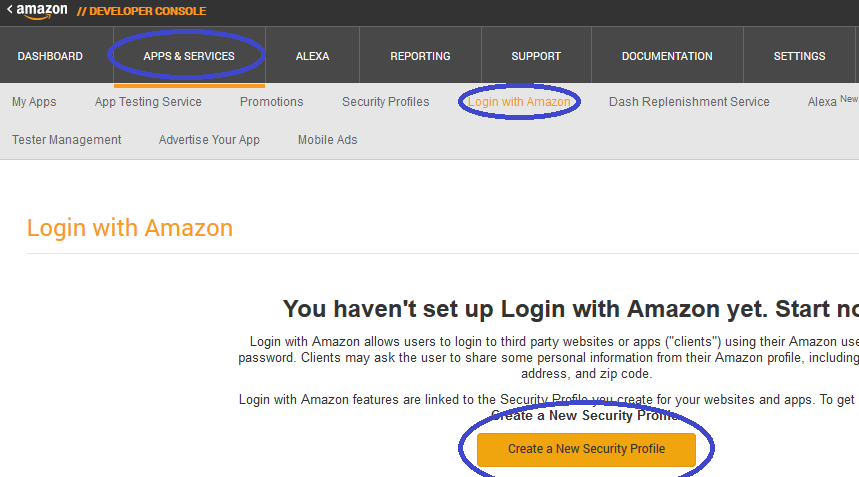 amazon // DEVELOPER CONSOLE
DASHBOARD APPS & SERVICES ALEXA REPORTING SUPPORT DOCUMENTATION SETTINGS
My Apps App Testing Service Promotions Security Profiles Login with Amazon Dash Replenishment Service Alexa New
Tester Management Advertise Your App Mobile Ads
Login with Amazon
You haven't set up Login with Amazon yet. Start no
Login with Amazon allows users to login to third party websites or apps ("clients") using their Amazon use
password. Clients may ask the user to share some personal information from their Amazon profile, including
address, and zip code.
Login with Amazon features are linked to the Security Profile you create for your websites and apps. To get
Create a New Security Profile
Create a New Security Profile